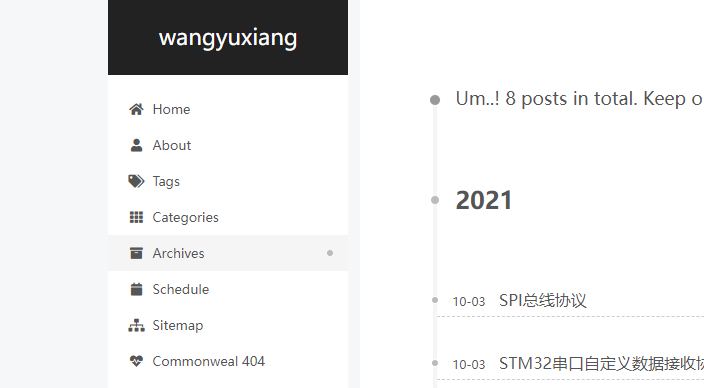 wangyuxiang
Home
About
Tags
Categories
Archives
Schedule
Sitemap
Commonweal 404
Um..! 8 posts in total. Keep o
2021
10-03 SPI总线协议
10-03 STM32串口自定义数据接收协